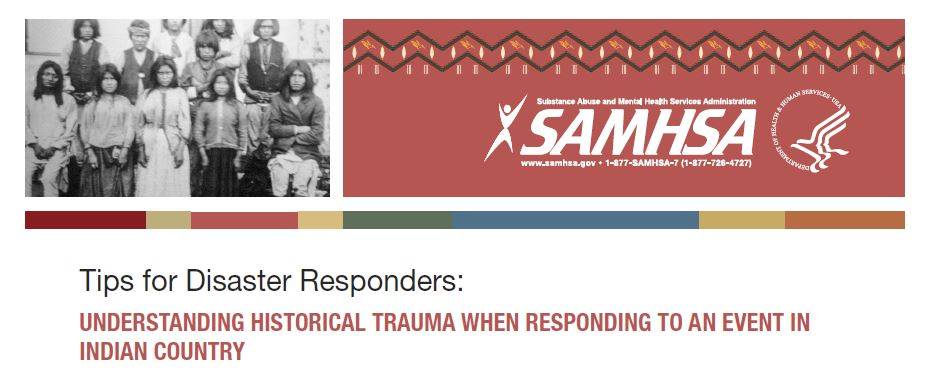 Substance Abuse and Mental Health Services Administration
SAMHSA
www.samhsa.gov • 1-877-SAMHSA-7 (1-877-726-4727)
DEPARTMENT OF HEALTH & HUMAN SERVICES • USA
Tips for Disaster Responders:
UNDERSTANDING HISTORICAL TRAUMA WHEN RESPONDING TO AN EVENT IN
INDIAN COUNTRY